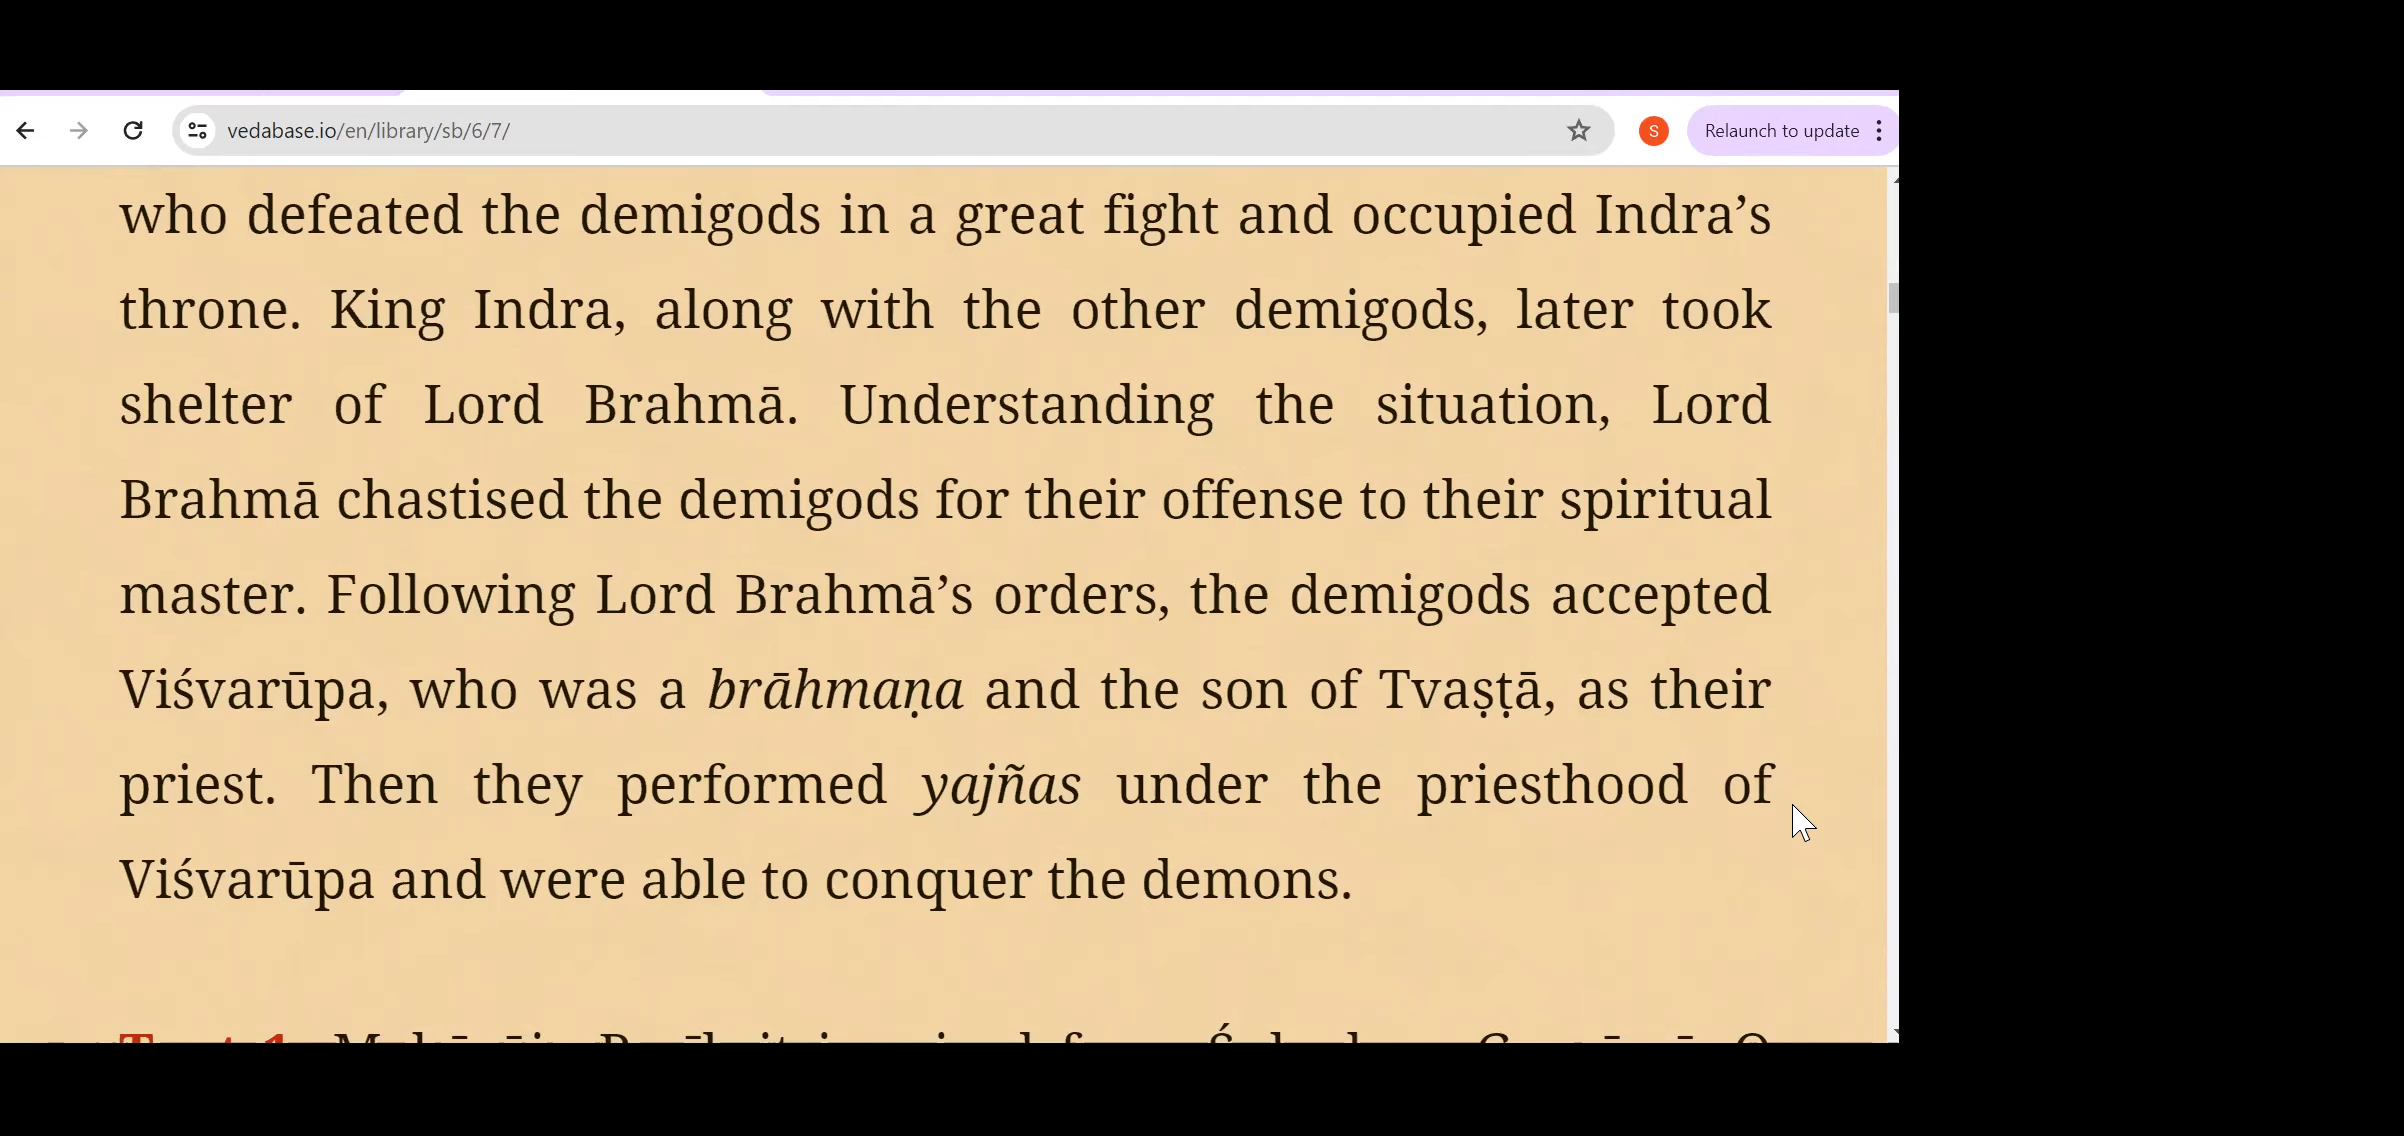 vedabase.io/en/library/sb/6/7/
S
Relaunch to update
who defeated the demigods in a great fight and occupied Indra’s
throne. King Indra, along with the other demigods, later took
shelter of Lord Brahmā. Understanding the situation, Lord
Brahmā chastised the demigods for their offense to their spiritual
master. Following Lord Brahmā’s orders, the demigods accepted
Viśvarūpa, who was a brāhmaṇa and the son of Tvaṣṭā, as their
priest. Then they performed yajñas under the priesthood of
Viśvarūpa and were able to conquer the demons.